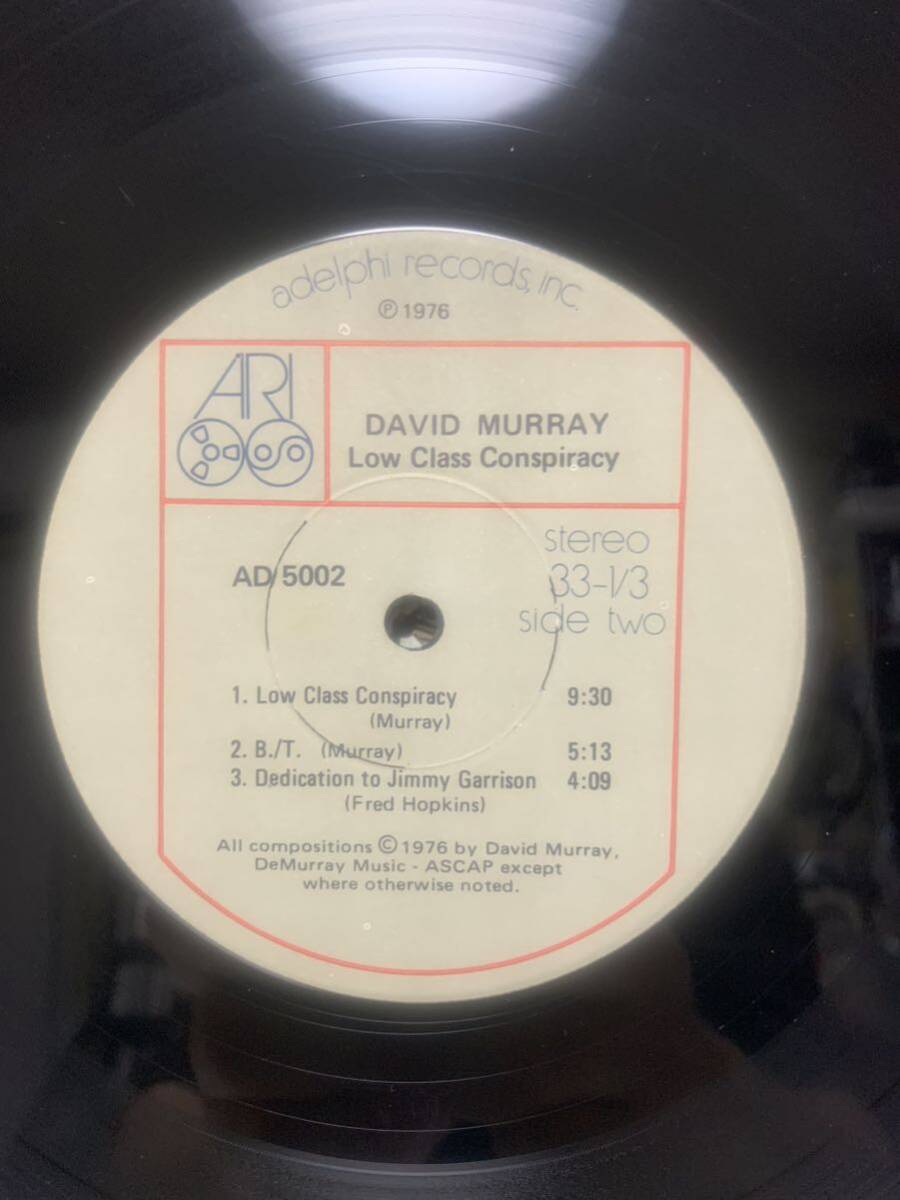 adelphi records, inc.
℗ 1976
ARI
DAVID MURRAY
Low Class Conspiracy
stereo
AD 5002
33-1/3
side two
1. Low Class Conspiracy 9:30
(Murray)
2. B./T. (Murray) 5:13
3. Dedication to Jimmy Garrison 4:09
(Fred Hopkins)
All compositions © 1976 by David Murray,
DeMurray Music - ASCAP except
where otherwise noted.